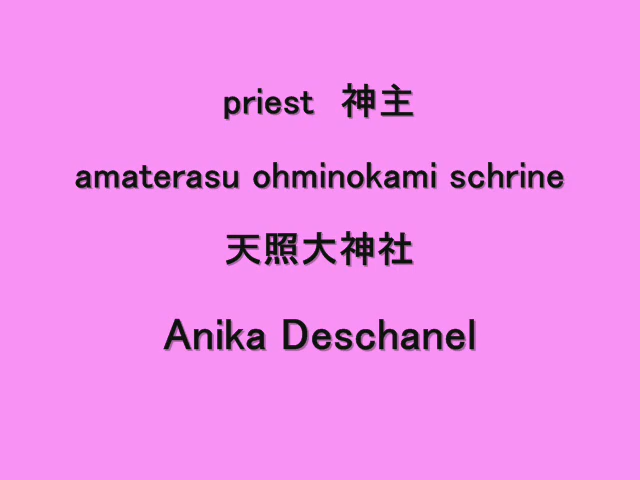 priest　神主
amaterasu ohminokami schrine
天照大神社
Anika Deschanel